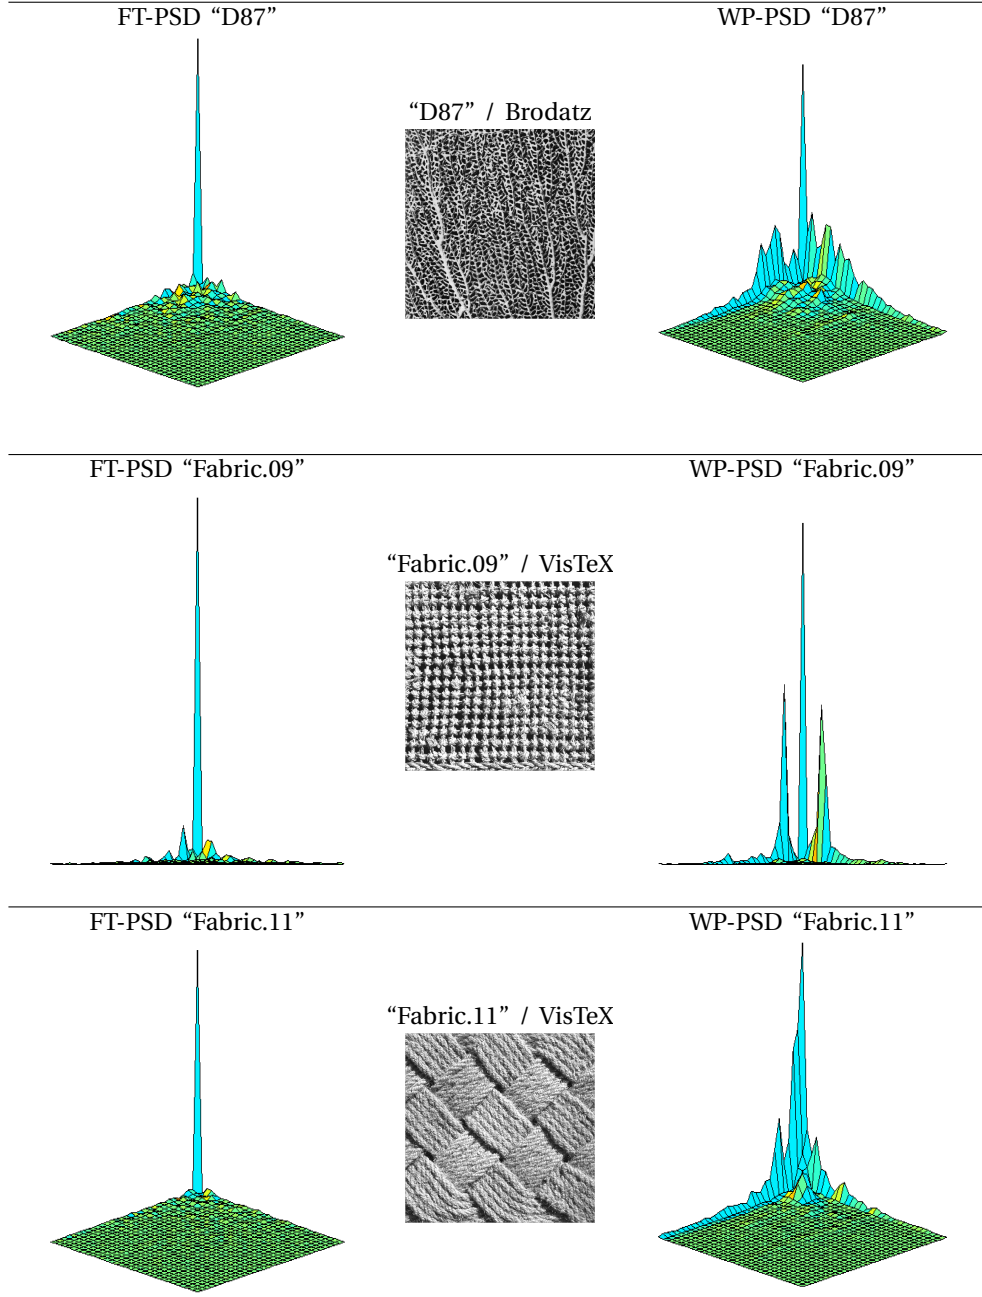 FT-PSD “D87”
WP-PSD “D87”
“D87” / Brodatz
FT-PSD “Fabric.09”
WP-PSD “Fabric.09”
“Fabric.09” / VisTeX
FT-PSD “Fabric.11”
WP-PSD “Fabric.11”
“Fabric.11” / VisTeX